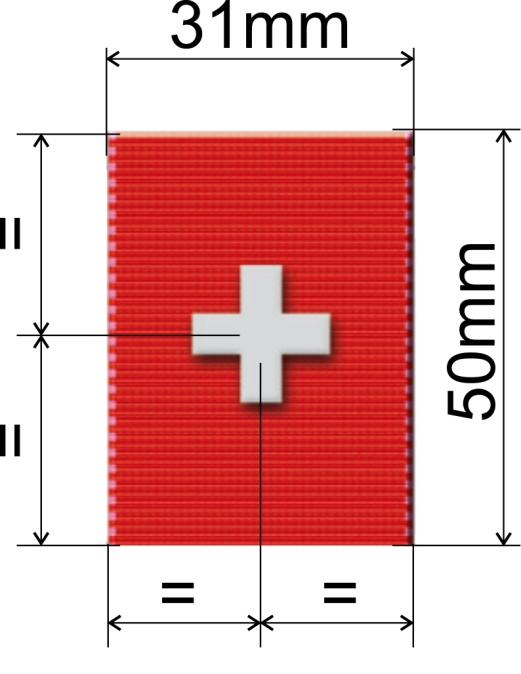 31mm
=
50mm
=
= =